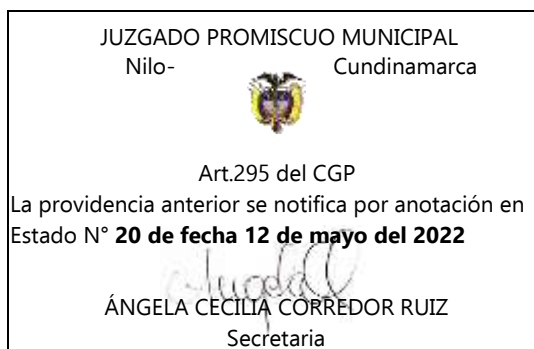 JUZGADO PROMISCUO MUNICIPAL
Nilo- Cundinamarca
Art.295 del CGP
La providencia anterior se notifica por anotación en
Estado N° 20 de fecha 12 de mayo del 2022
ÁNGELA CECILIA CORREDOR RUIZ
Secretaria